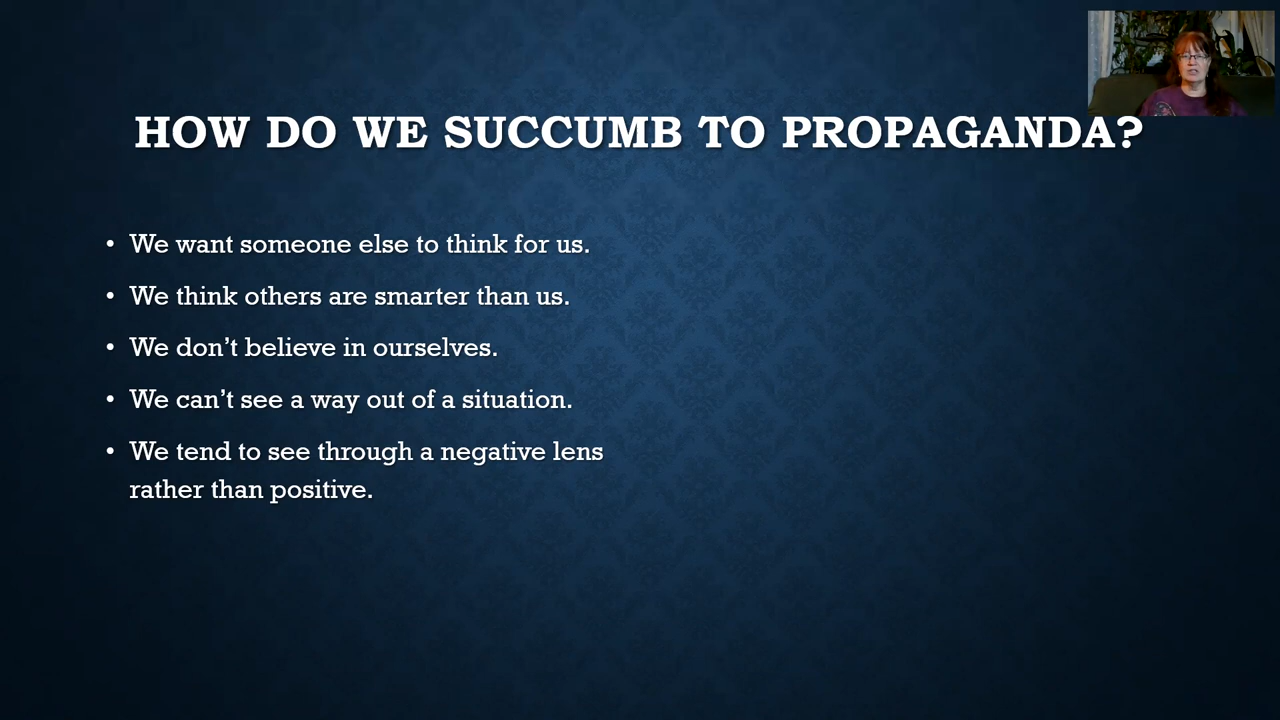 HOW DO WE SUCCUMB TO PROPAGANDA?
• We want someone else to think for us.
• We think others are smarter than us.
• We don’t believe in ourselves.
• We can’t see a way out of a situation.
• We tend to see through a negative lens
rather than positive.